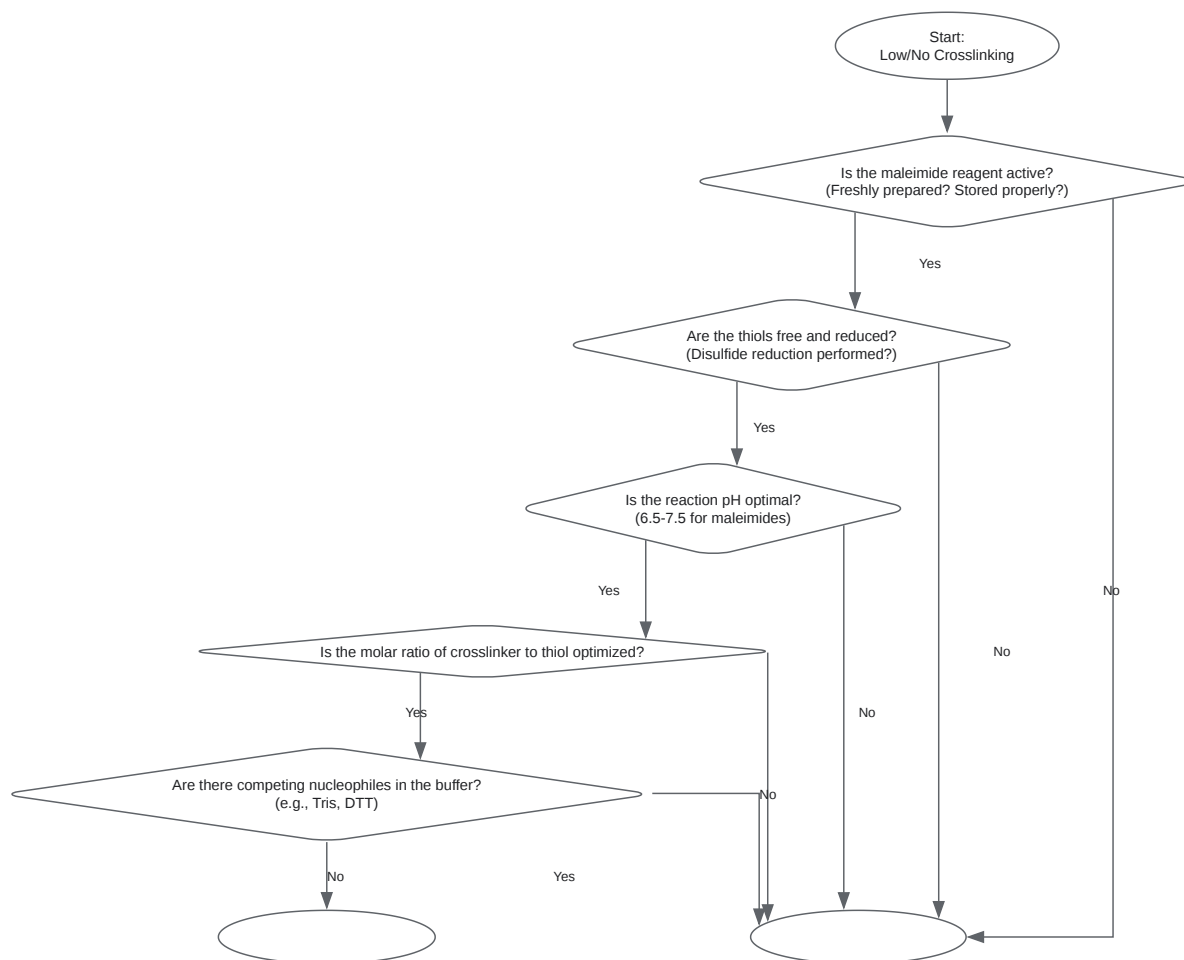 Start:
Low/No Crosslinking
Is the maleimide reagent active?
(Freshly prepared? Stored properly?)
Yes
Are the thiols free and reduced?
(Disulfide reduction performed?)
Yes
Is the reaction pH optimal?
(6.5-7.5 for maleimides)
Yes
No
Is the molar ratio of crosslinker to thiol optimized?
No
Yes
No
Are there competing nucleophiles in the buffer?
(e.g., Tris, DTT)
No
No
Yes